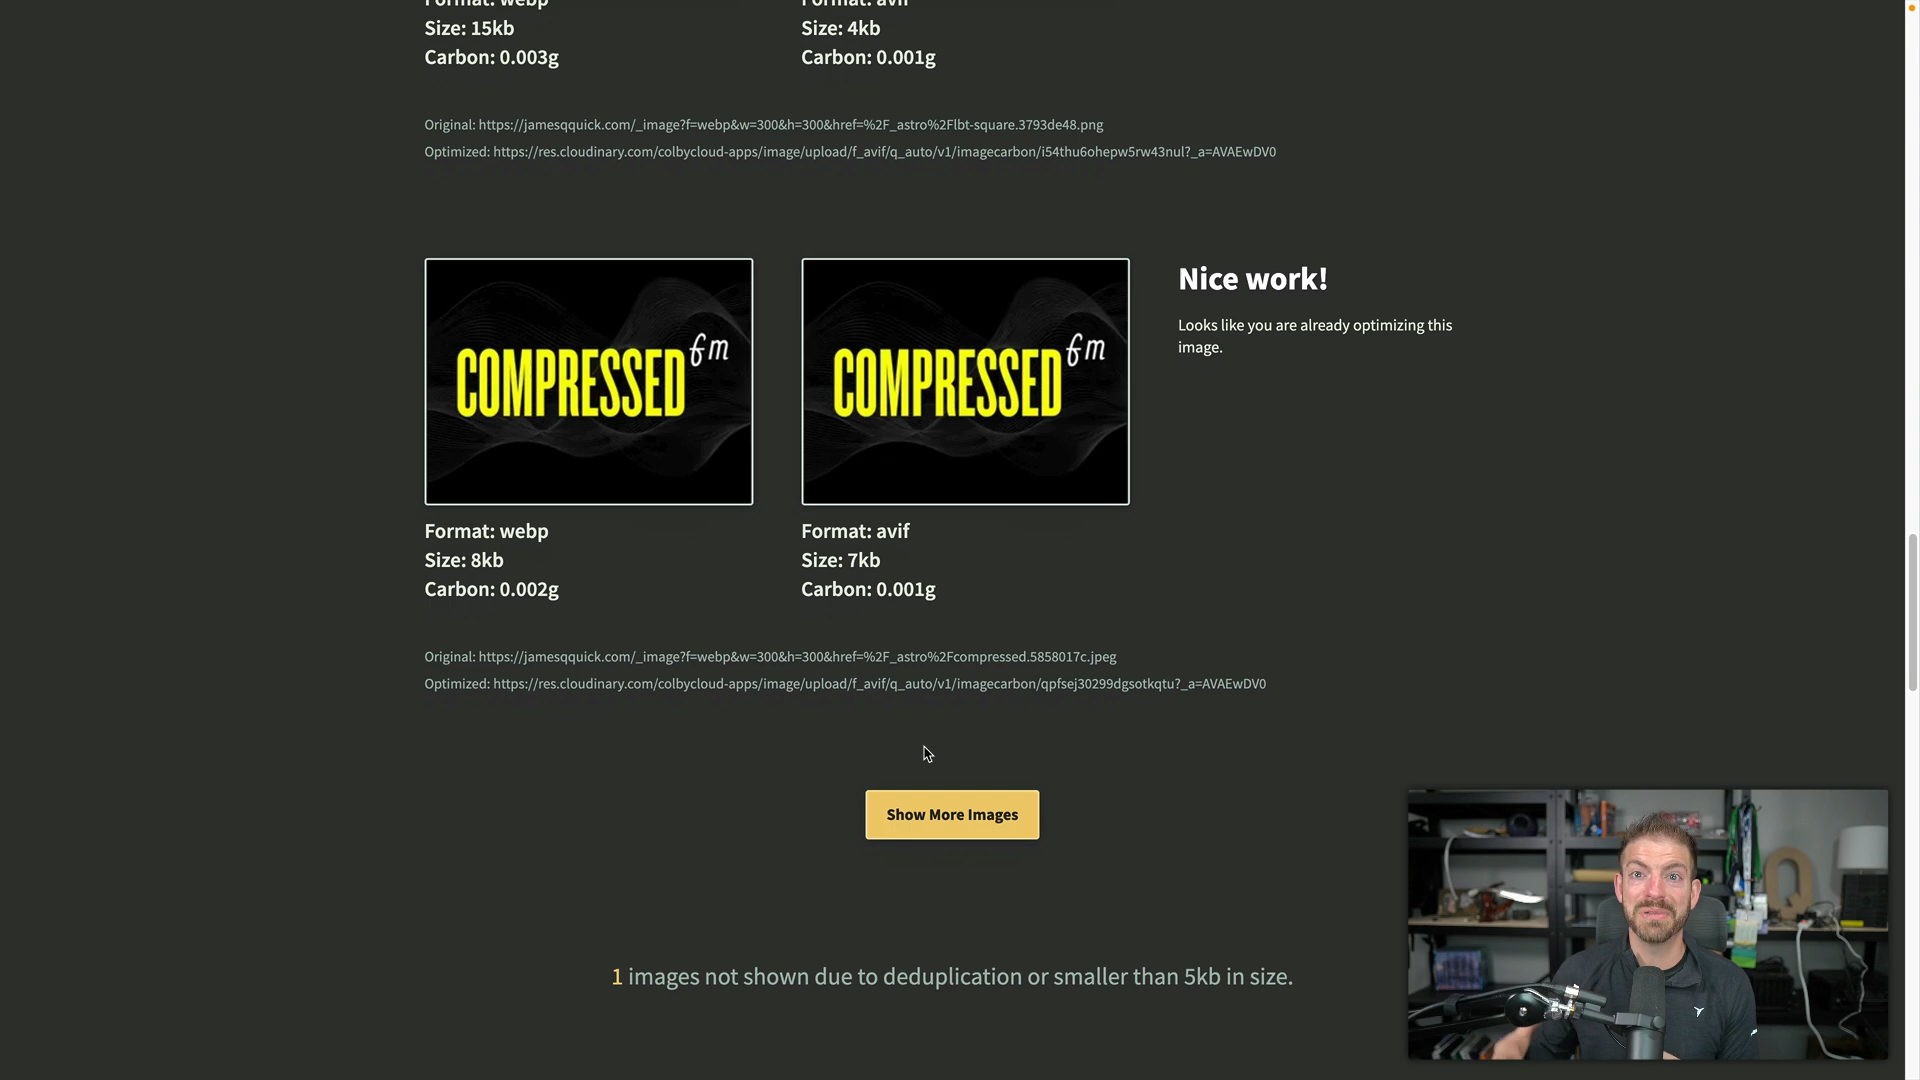 Format: webp
Format: avif
Size: 15kb
Size: 4kb
Carbon: 0.003g
Carbon: 0.001g
Original: https://jamesqquick.com/_image?f=webp&w=300&h=300&href=%2F_astro%2Flbt-square.3793de48.png
Optimized: https://res.cloudinary.com/colbycloud-apps/image/upload/f_avif/q_auto/v1/imagecarbon/i54thu6ohepw5rw43nul?_a=AVAEwDV0
COMPRESSED fm
COMPRESSED fm
Nice work!
Looks like you are already optimizing this
image.
Format: webp
Format: avif
Size: 8kb
Size: 7kb
Carbon: 0.002g
Carbon: 0.001g
Original: https://jamesqquick.com/_image?f=webp&w=300&h=300&href=%2F_astro%2Fcompressed.5858017c.jpeg
Optimized: https://res.cloudinary.com/colbycloud-apps/image/upload/f_avif/q_auto/v1/imagecarbon/qpfsej30299dgsotkqtu?_a=AVAEwDV0
Show More Images
Q
1 images not shown due to deduplication or smaller than 5kb in size.